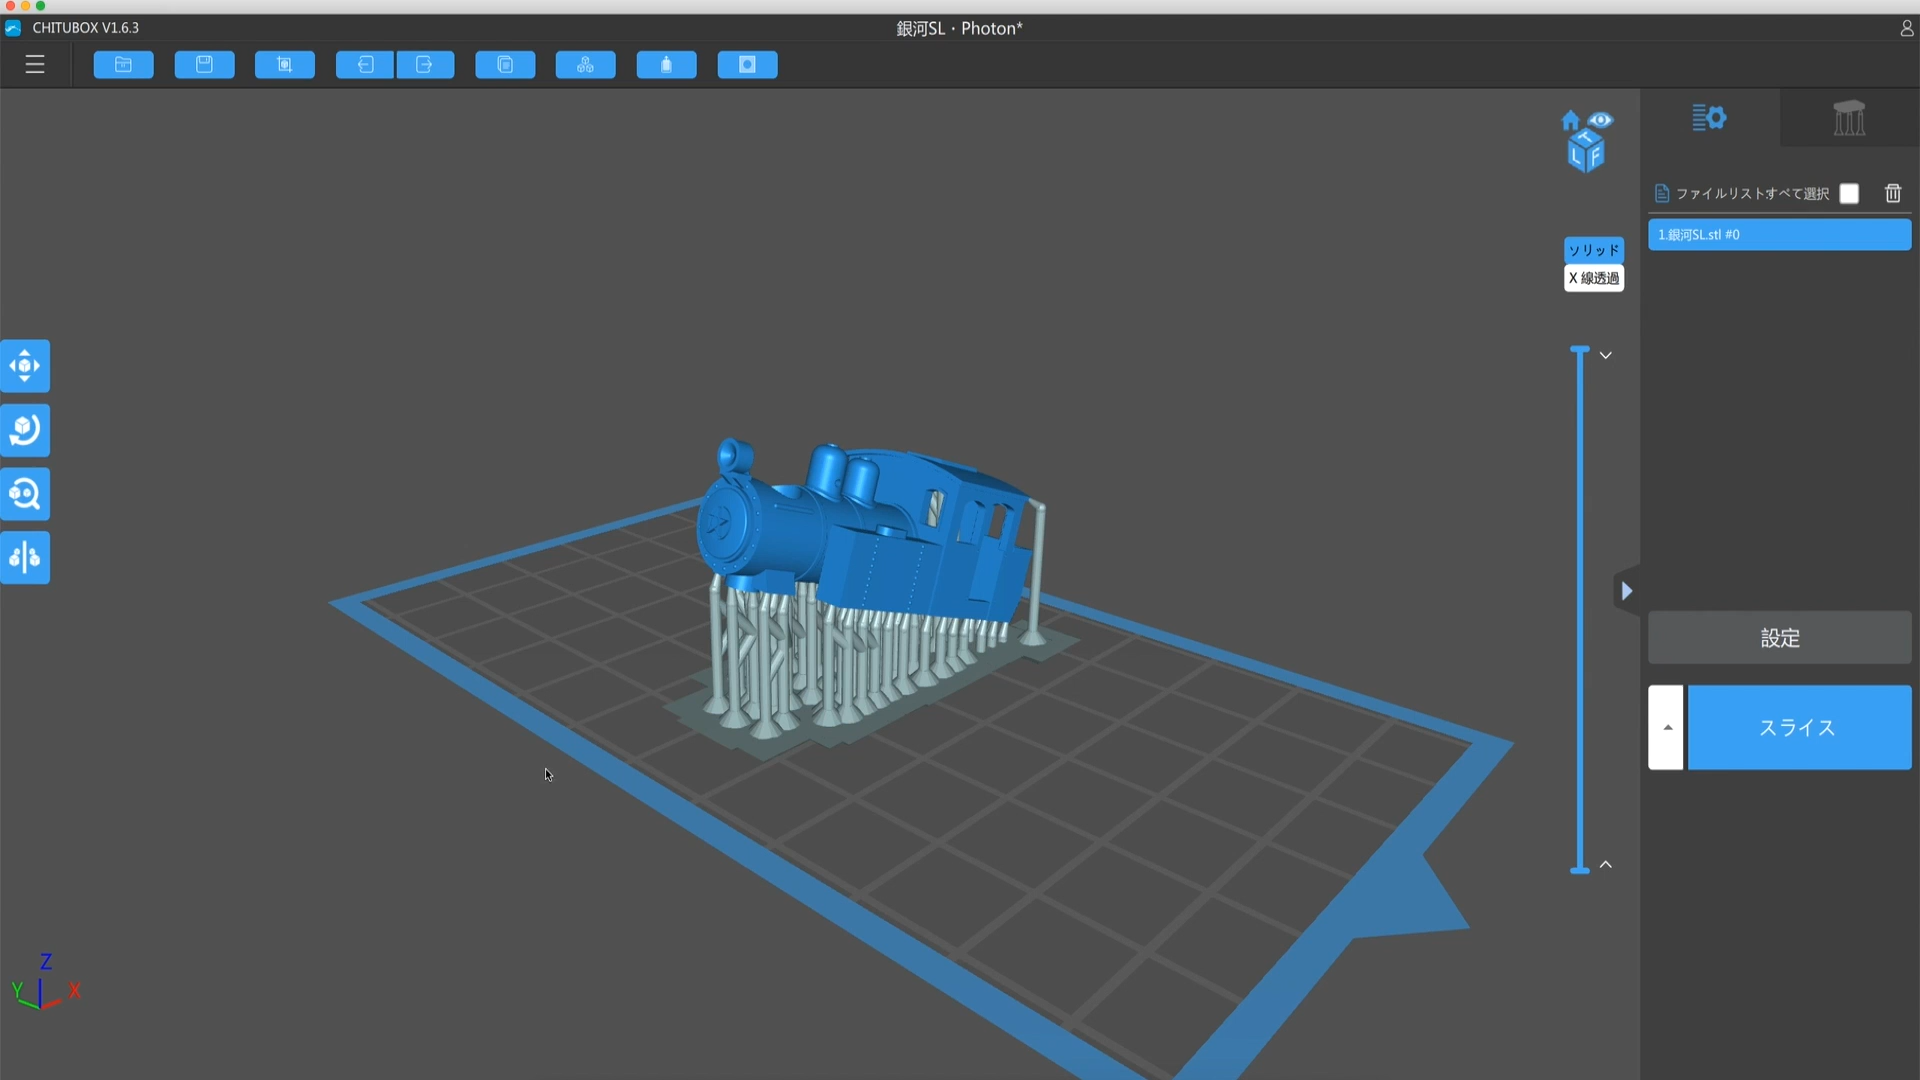 CHITUBOX V1.6.3
銀河SL・Photon*
T
L F
ファイルリスト:すべて選択
1.銀河SL.stl #0
ソリッド
X 線透過
設定
スライス
Z
Y X